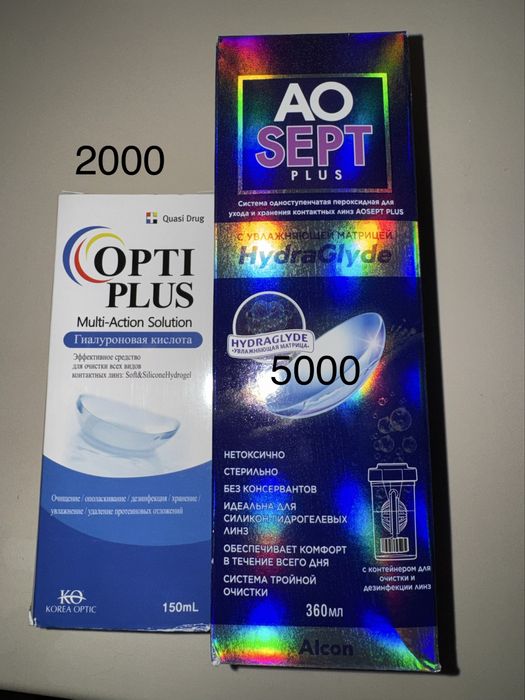 2000
Quasi Drug
OPTI
PLUS
Multi-Action Solution
Гиалуроновая кислота
Эффективное средство
для очистки всех видов
контактных линз: Soft&SiliconeHydrogel
Очищение / ополаскивание / дезинфекция / хранение /
увлажнение / удаление протеиновых отложений
KO
KOREA OPTIC
150mL
AO
SEPT
PLUS
Система одноступенчатая пероксидная для
ухода и хранения контактных линз AOSEPT PLUS
С УВЛАЖНЯЮЩЕЙ МАТРИЦЕЙ
HydraGlyde
HYDRAGLYDE
УВЛАЖНЯЮЩАЯ МАТРИЦА
5000
НЕТОКСИЧНО
СТЕРИЛЬНО
БЕЗ КОНСЕРВАНТОВ
ИДЕАЛЬНА ДЛЯ
СИЛИКОН-ГИДРОГЕЛЕВЫХ
ЛИНЗ
ОБЕСПЕЧИВАЕТ КОМФОРТ
В ТЕЧЕНИЕ ВСЕГО ДНЯ
СИСТЕМА ТРОЙНОЙ
ОЧИСТКИ
с контейнером для
очистки и
дезинфекции линз
360 мл
Alcon